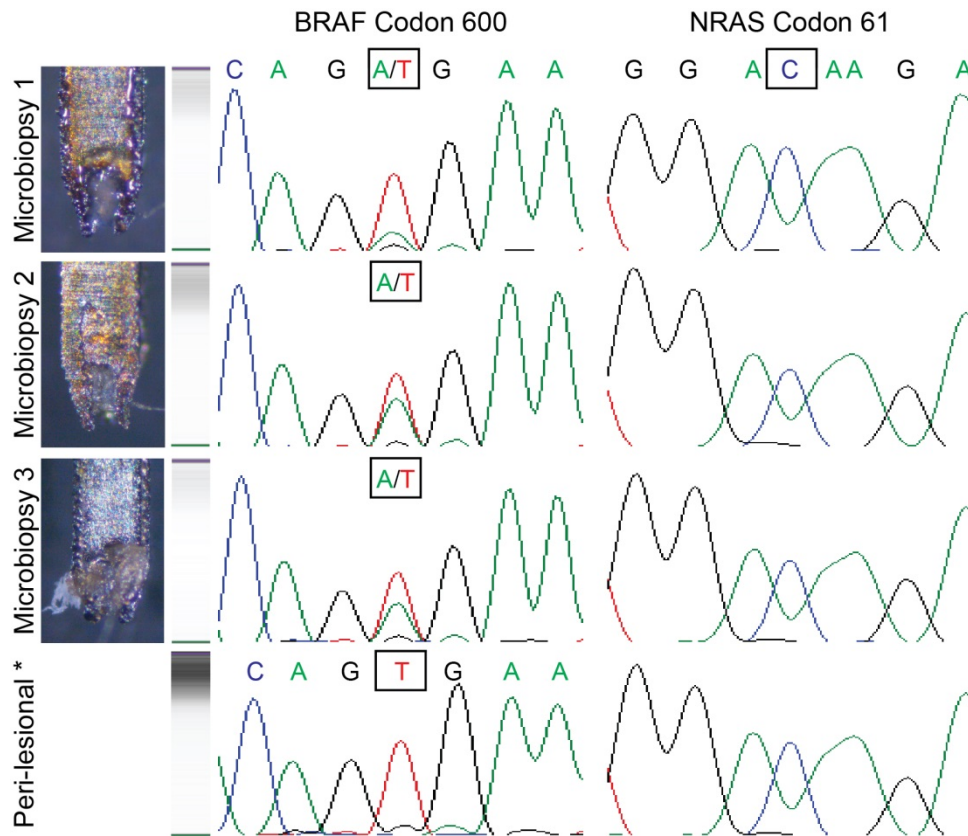 BRAF Codon 600 NRAS Codon 61
Microbiopsy 1
C A G A/T G A A G G A C A A G A
Microbiopsy 2
A/T
Microbiopsy 3
A/T
Peri-lesional *
C A G T G A A